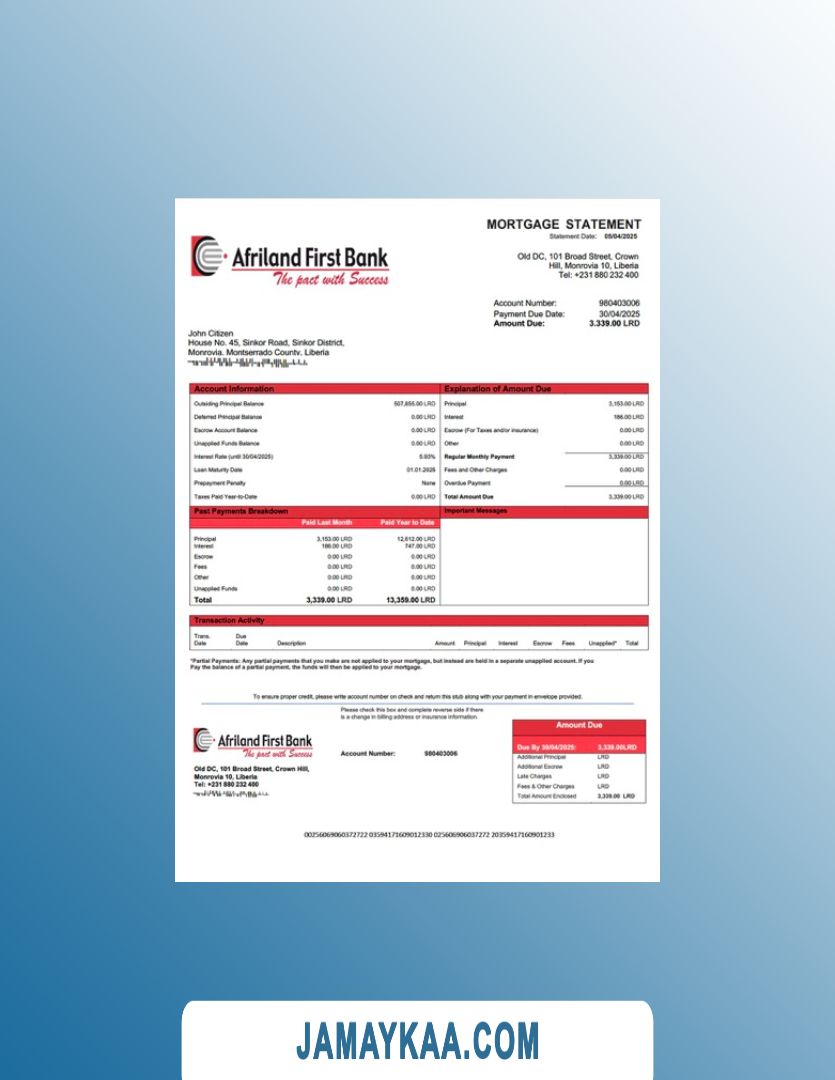 MORTGAGE STATEMENT
Statement Date: 05/04/2025
Afriland First Bank
The pact with Success
Old DC, 101 Broad Street, Crown
Hill, Monrovia 10, Liberia
Tel: +231 880 232 400
Account Number: 980403006
Payment Due Date: 30/04/2025
Amount Due: 3.339.00 LRD
John Citizen
House No. 45, Sinkor Road, Sinkor District,
Monrovia, Montserrado County, Liberia
Account Information
Outsiding Principal Balance 507,855.00 LRD
Deferred Principal Balance 0.00 LRD
Escrow Account Balance 0.00 LRD
Unapplied Funds Balance 0.00 LRD
Interest Rate (until 30/04/2025)
Loan Maturity Date 01.01.2025
Prepayment Penalty None
Taxes Paid Year-to-Date 0.00 LRD
Explanation of Amount Due
Principal 3,153.00 LRD
Interest 186.00 LRD
Escrow (For Taxes and/or insurance) 0.00 LRD
Other 0.00 LRD
Regular Monthly Payment 3,339.00 LRD
Fees and Other Charges 0.00 LRD
Overdue Payment 0.00 LRD
Total Amount Due 3,339.00 LRD
Past Payments Breakdown
Paid Last Month Paid Year to Date
Principal 3,153.00 LRD 12,612.00 LRD
Interest 186.00 LRD 747.00 LRD
Escrow 0.00 LRD 0.00 LRD
Fees 0.00 LRD 0.00 LRD
Other 0.00 LRD 0.00 LRD
Unapplied Funds 0.00 LRD 0.00 LRD
Total 3,339.00 LRD 13,359.00 LRD
Important Messages
Transaction Activity
Trans. Due
Date Date Description Amount Principal Interest Escrow Fees Unapplied* Total
*Partial Payments: Any partial payments that you make are not applied to your mortgage, but instead are held in a separate unapplied account. If you
Pay the balance of a partial payment, the funds will then be applied to your mortgage.
To ensure proper credit, please write account number on check and return this stub along with your payment in envelope provided.
Please check this box and complete reverse side if there
is a change in billing address or insurance information.
Afriland First Bank
The pact with Success
Old DC, 101 Broad Street, Crown Hill,
Monrovia 10, Liberia
Tel: +231 880 232 400
Account Number: 980403006
Amount Due
Due By 30/04/2025: 3,339.00LRD
Additional Principal LRD
Additional Escrow LRD
Late Charges LRD
Fees & Other Charges LRD
Total Amount Enclosed 3,339.00 LRD
00256069060372722 03594171609012330 025606906037272 20359417160901233
JAMAYKAA.COM